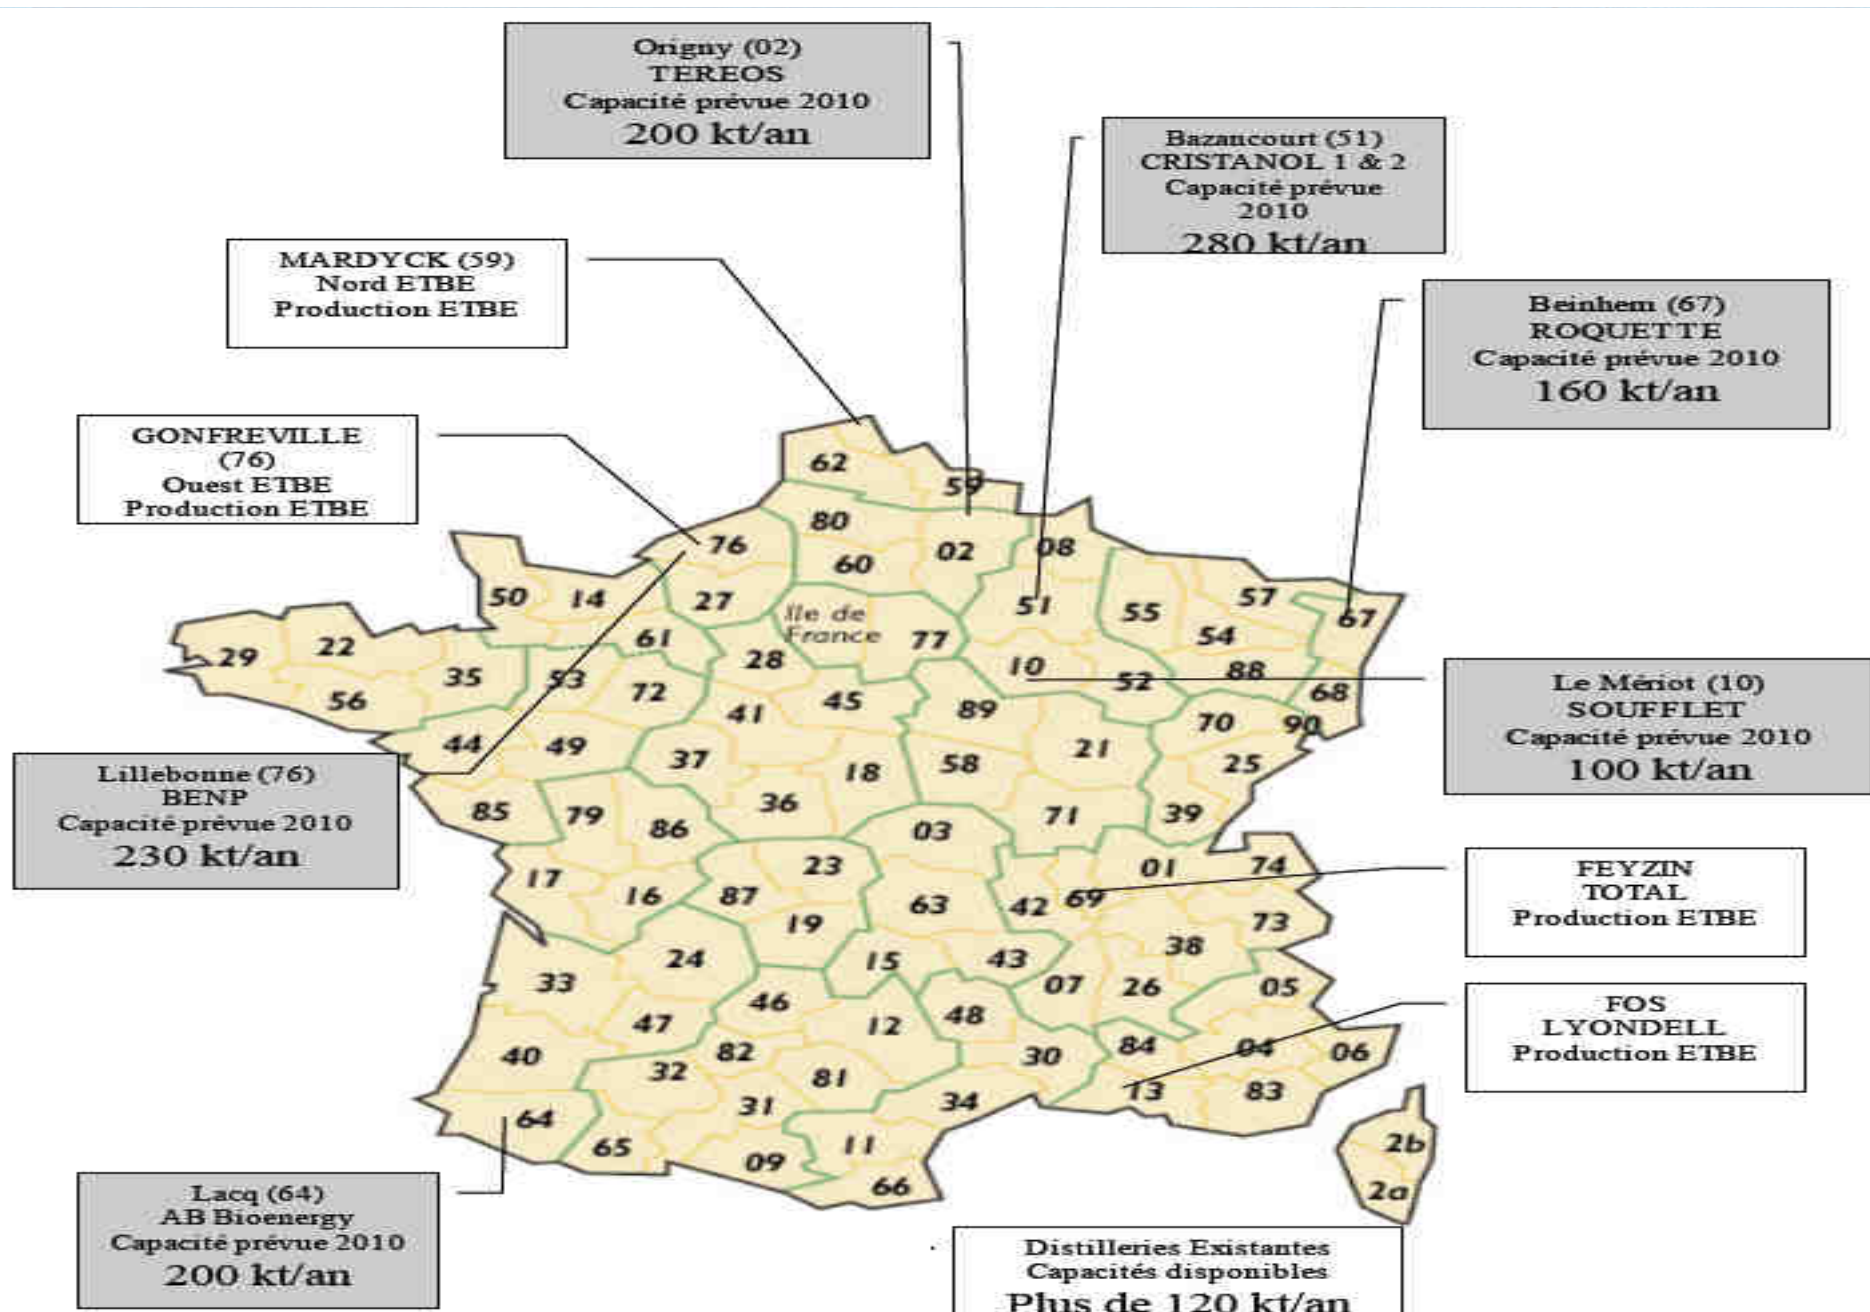 Origny (02)
TEREOS
Capacité prévue 2010
200 kt/an
Bazancourt (51)
CRISTANOL 1 & 2
Capacité prévue
2010
280 kt/an
MARDYCK (59)
Nord ETBE
Production ETBE
Beinhem (67)
ROQUETTE
Capacité prévue 2010
160 kt/an
GONFREVILLE
(76)
Ouest ETBE
Production ETBE
62
59
80
76
02
08
60
50
14
27
51
55
57
67
Ile de
France
61
77
54
29
22
28
10
88
35
53
72
52
68
56
41
45
89
70
90
44
49
37
58
21
25
18
36
85
79
86
03
71
39
17
23
01
74
16
87
63
42
69
19
73
24
15
43
38
33
46
07
26
05
47
12
48
40
82
30
84
04
06
32
81
31
34
13
83
64
65
09
11
66
2b
2a
Le Mériot (10)
SOUFFLET
Capacité prévue 2010
100 kt/an
Lillebonne (76)
BENP
Capacité prévue 2010
230 kt/an
FEYZIN
TOTAL
Production ETBE
FOS
LYONDELL
Production ETBE
Lacq (64)
AB Bioenergy
Capacité prévue 2010
200 kt/an
Distilleries Existantes
Capacités disponibles
Plus de 120 kt/an